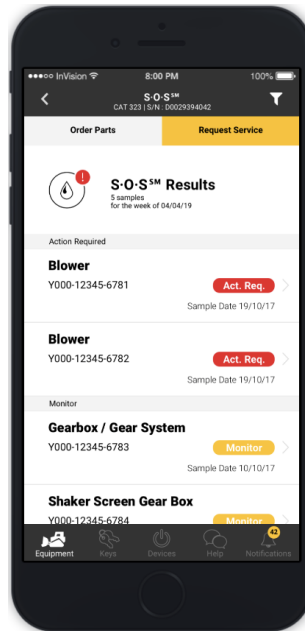 InVision 8:00 PM 100%
S·O·S℠
CAT 323 | S/N : D0029394042
Order Parts Request Service
!
S·O·S℠ Results
5 samples
for the week of 04/04/19
Action Required
Blower
Y000-12345-6781 Act. Req.
Sample Date 19/10/17
Blower
Y000-12345-6782 Act. Req.
Sample Date 19/10/17
Monitor
Gearbox / Gear System
Y000-12345-6783 Monitor
Sample Date 10/10/17
Shaker Screen Gear Box
Y000-12345-6784 Monitor
42
Equipment Keys Devices Help Notifications